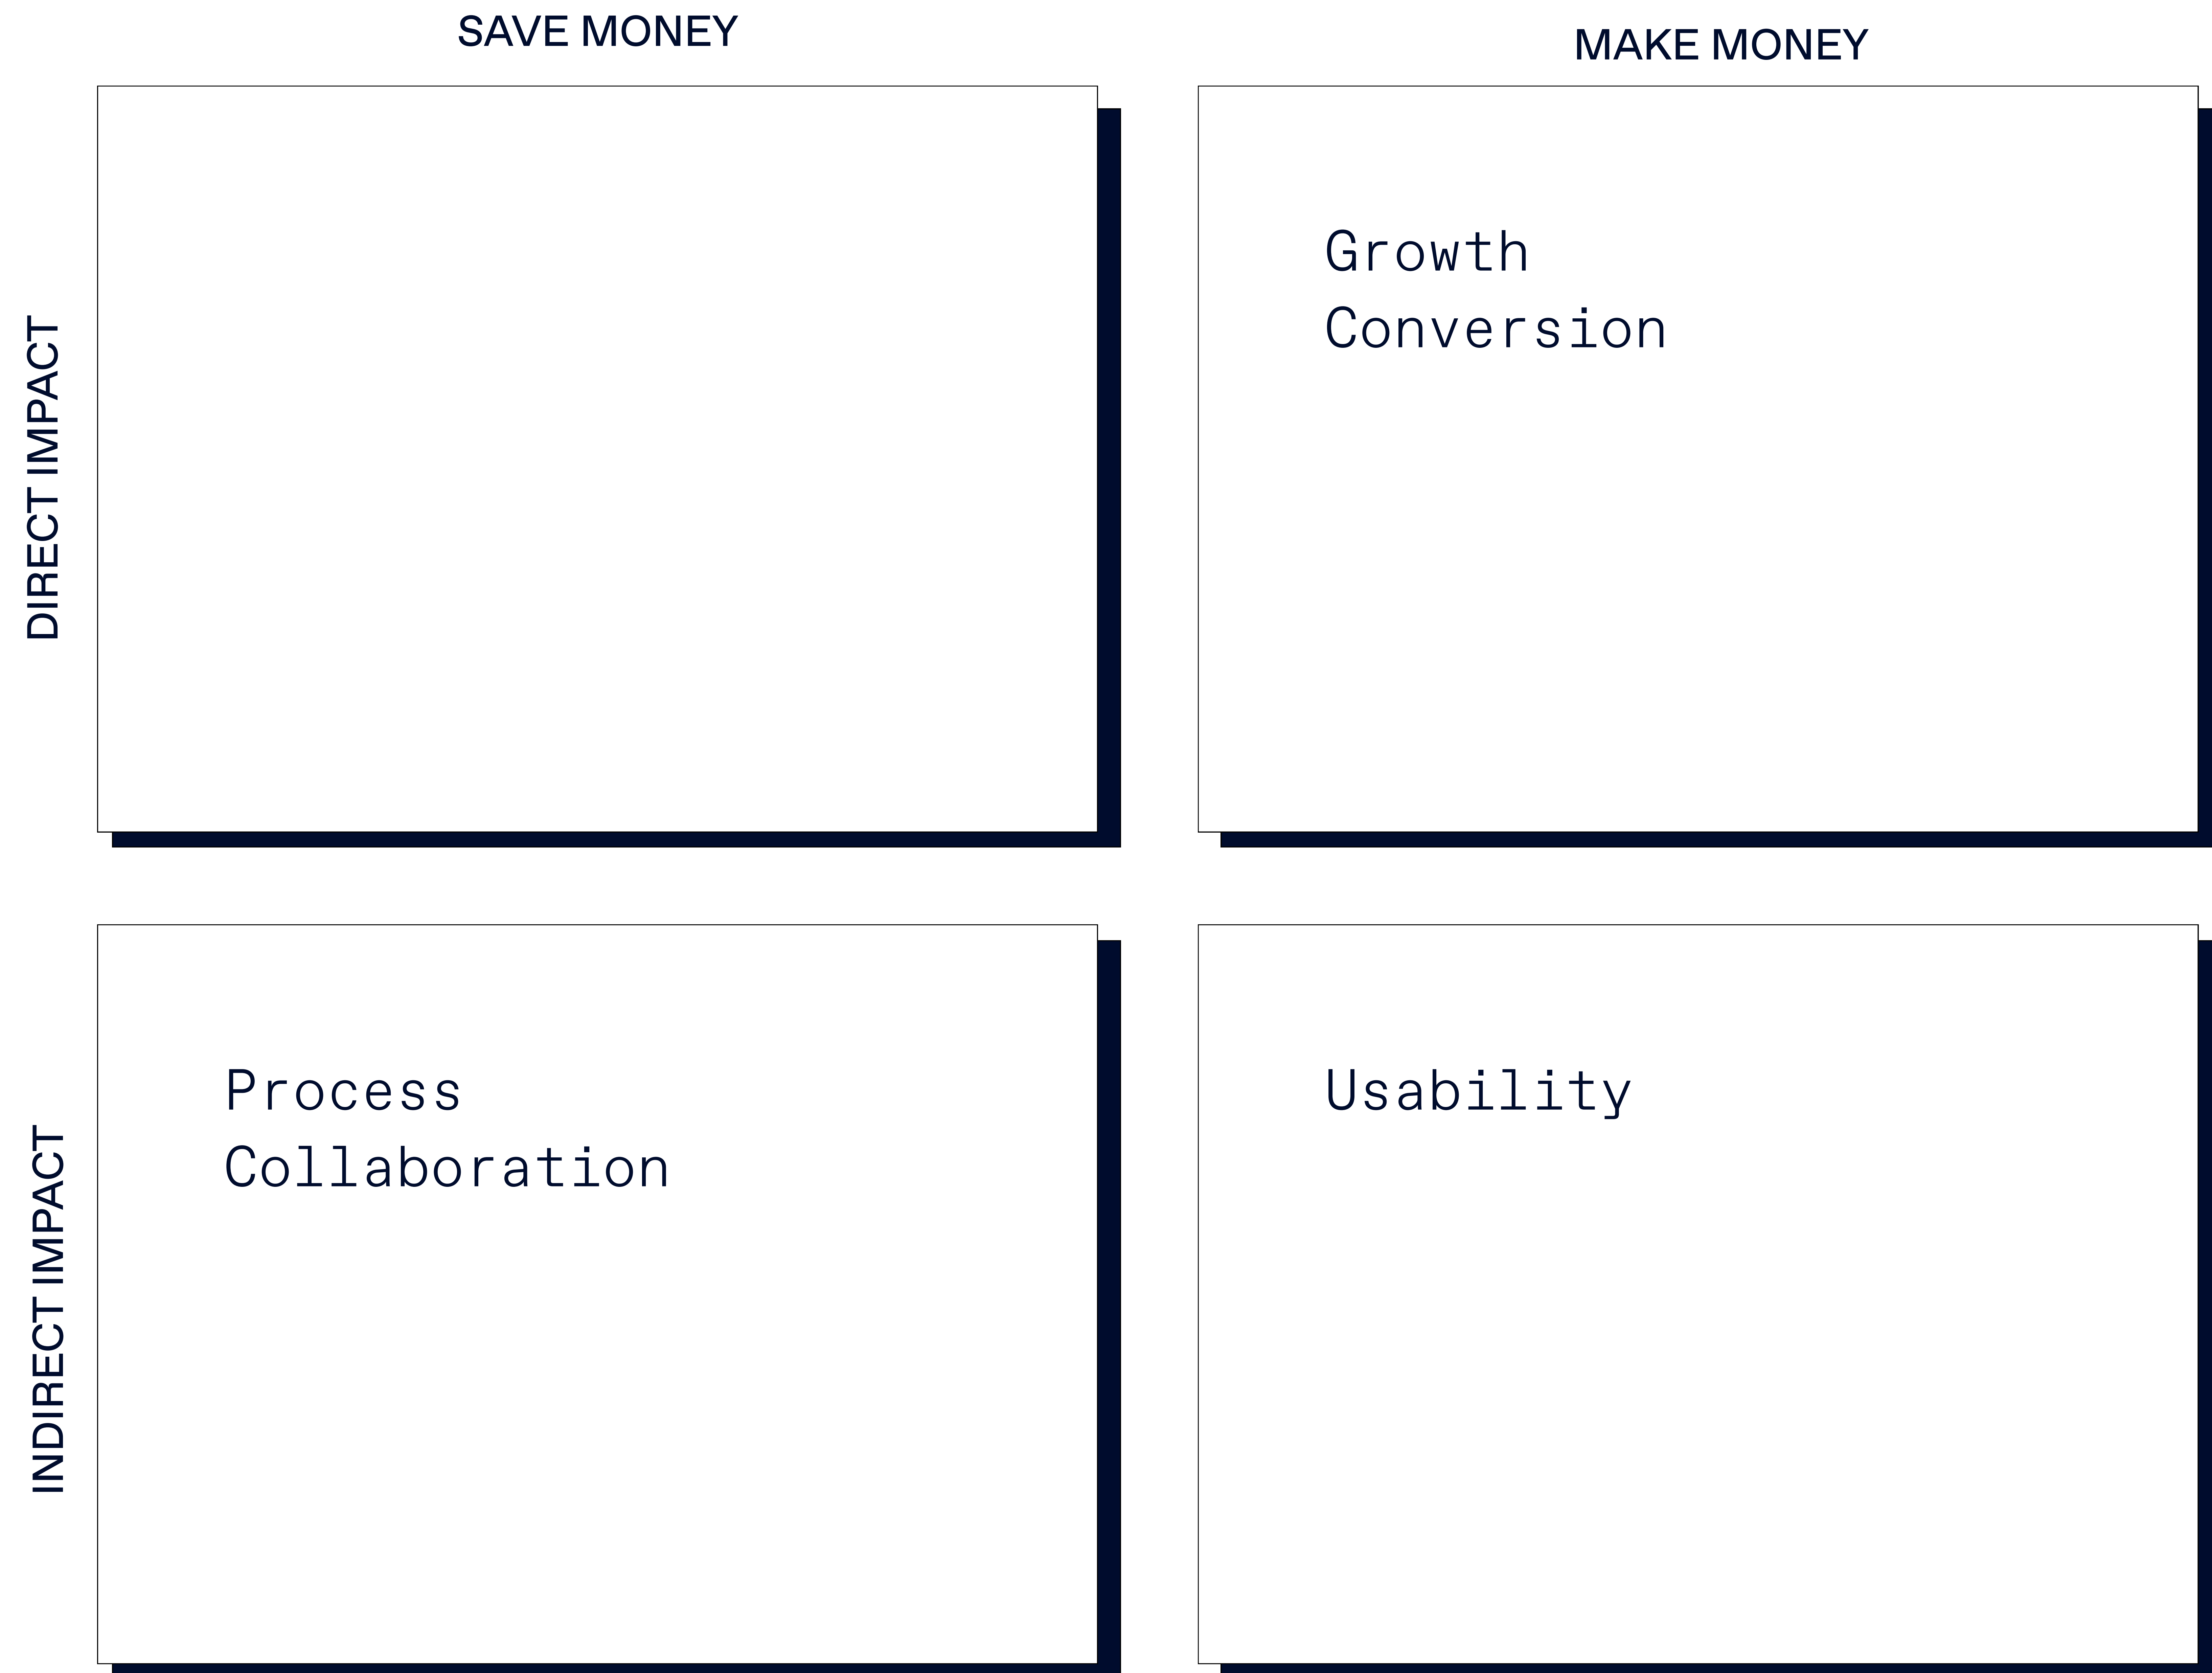 SAVE MONEY
MAKE MONEY
DIRECT IMPACT
Growth
Conversion
INDIRECT IMPACT
Process
Collaboration
Usability